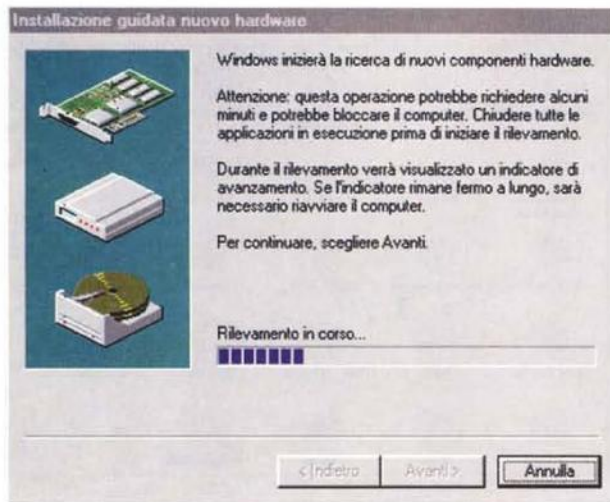 Installazione guidata nuovo hardware
Windows inizierà la ricerca di nuovi componenti hardware.
Attenzione: questa operazione potrebbe richiedere alcuni
minuti e potrebbe bloccare il computer. Chiudere tutte le
applicazioni in esecuzione prima di iniziare il rilevamento.
Durante il rilevamento verrà visualizzato un indicatore di
avanzamento. Se l'indicatore rimane fermo a lungo, sarà
necessario riavviare il computer.
Per continuare, scegliere Avanti.
Rilevamento in corso...
< Indietro
Avanti >
Annulla